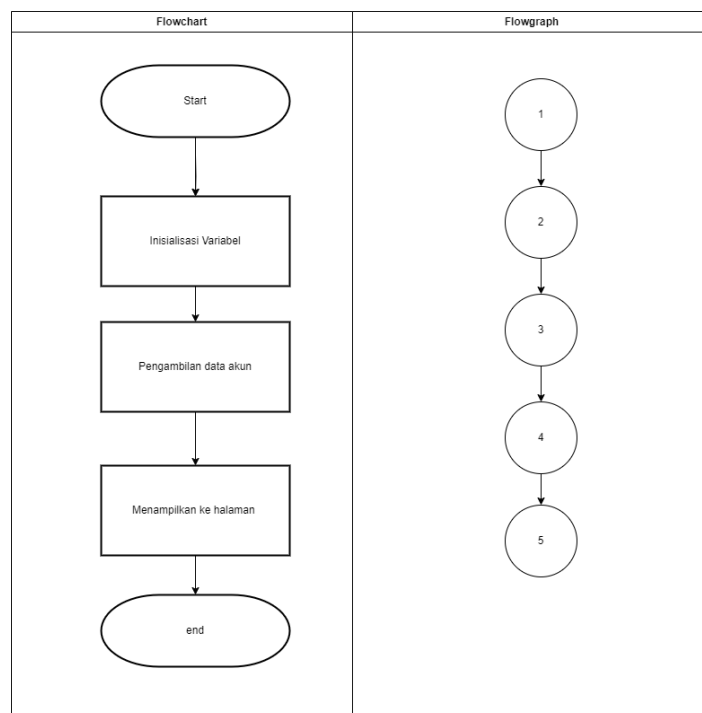 Flowchart
Flowgraph
Start
Inisialisasi Variabel
Pengambilan data akun
Menampilkan ke halaman
end
1
2
3
4
5